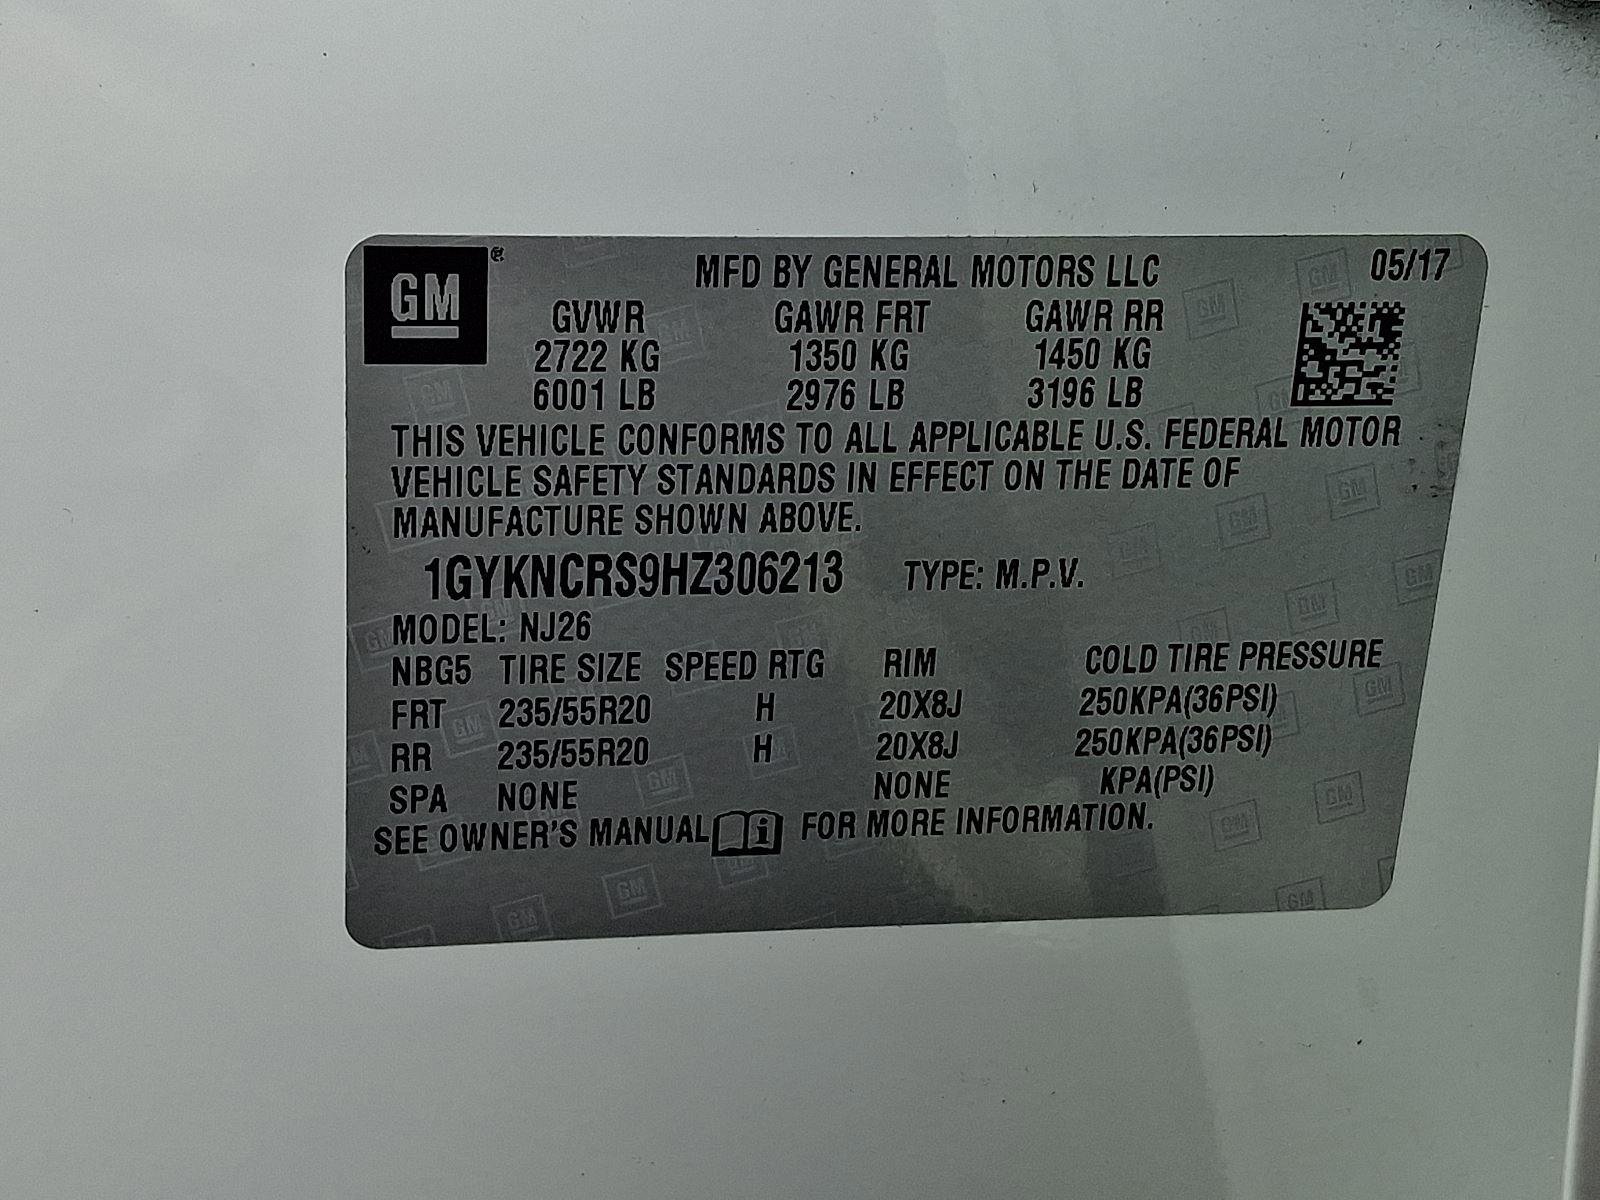 GM
MFD BY GENERAL MOTORS LLC 05/17
GVWR GAWR FRT GAWR RR
2722 KG 1350 KG 1450 KG
6001 LB 2976 LB 3196 LB
THIS VEHICLE CONFORMS TO ALL APPLICABLE U.S. FEDERAL MOTOR
VEHICLE SAFETY STANDARDS IN EFFECT ON THE DATE OF
MANUFACTURE SHOWN ABOVE.
1GYKNCRS9HZ306213 TYPE: M.P.V.
MODEL: NJ26
NBG5 TIRE SIZE SPEED RTG RIM COLD TIRE PRESSURE
FRT 235/55R20 H 20X8J 250KPA(36PSI)
RR 235/55R20 H 20X8J 250KPA(36PSI)
SPA NONE NONE KPA(PSI)
SEE OWNER'S MANUAL i FOR MORE INFORMATION.